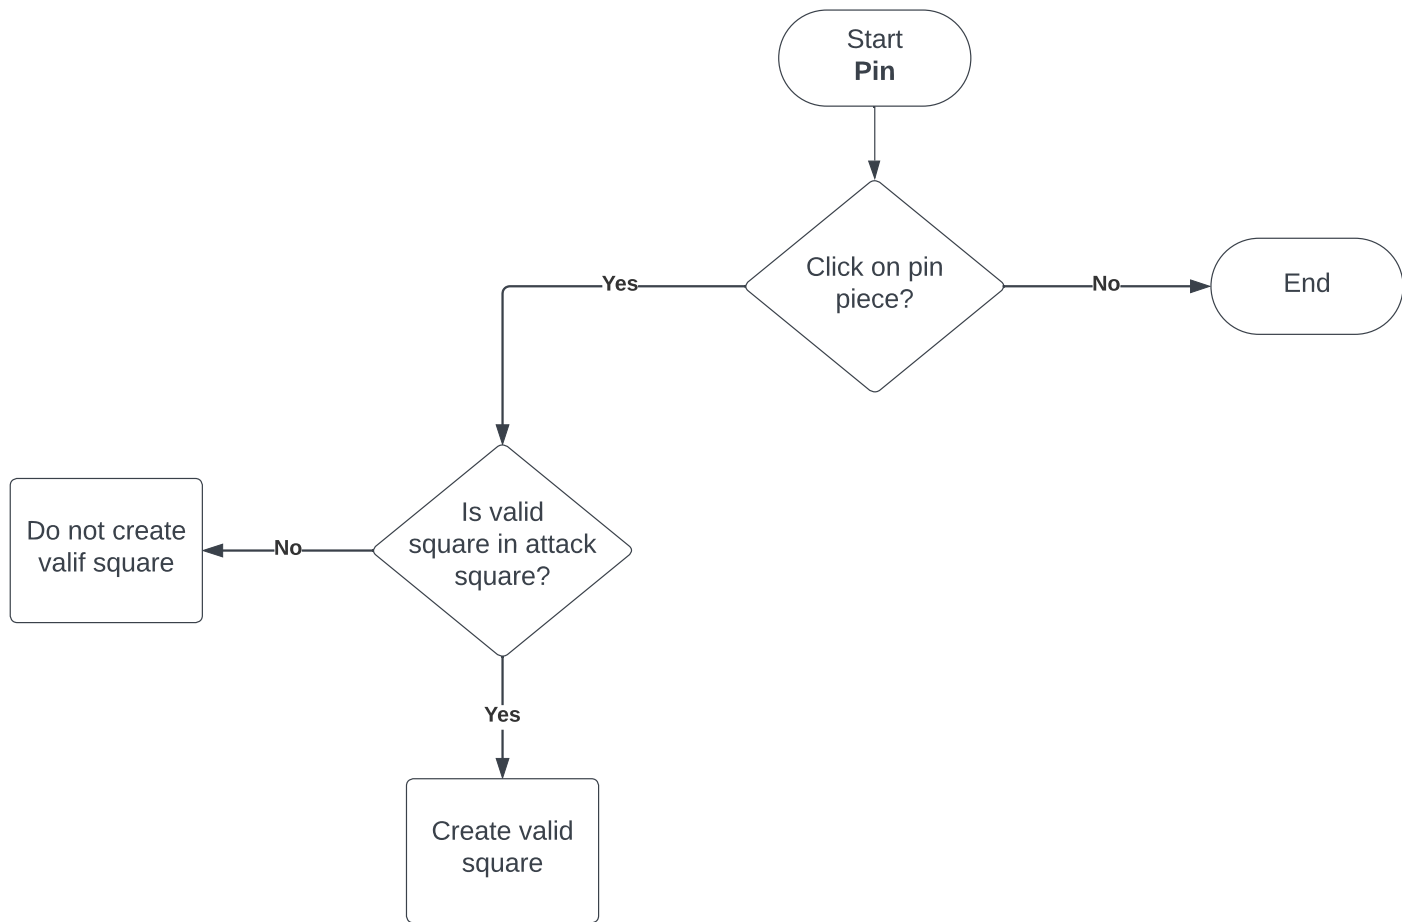 Start
Pin
Click on pin
piece?
Yes
No
End
Is valid
square in attack
square?
No
Do not create
valif square
Yes
Create valid
square